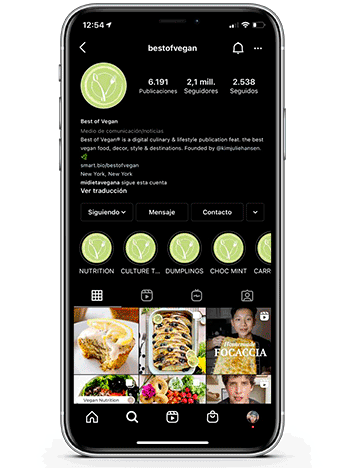 12:54
bestofvegan
6.191
2,1 mill.
2.538
Publicaciones
Seguidores
Seguidos
Best of Vegan
Medio de comunicación/noticias
Best of Vegan® is a digital culinary & lifestyle publication feat. the best
vegan food, decor, style & destinations. Founded by @kimjuliehansen.
smart.bio/bestofvegan
New York, New York
midietavegana sigue esta cuenta
Ver traducción
Siguiendo
Mensaje
Contacto
NUTRITION
CULTURE T...
DUMPLINGS
CHOC MINT
CARR
Homemade
FOCACCIA
Vegan Nutrition